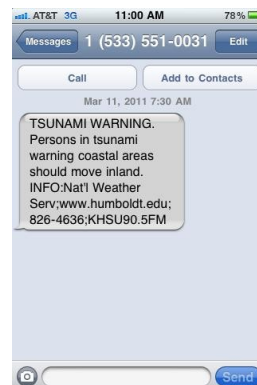 AT&T 3G 11:00 AM 78%
Messages 1 (533) 551-0031 Edit
Call Add to Contacts
Mar 11, 2011 7:30 AM
TSUNAMI WARNING.
Persons in tsunami
warning coastal areas
should move inland.
INFO:Nat'l Weather
Serv;www.humboldt.edu;
826-4636;KHSU90.5FM
Send